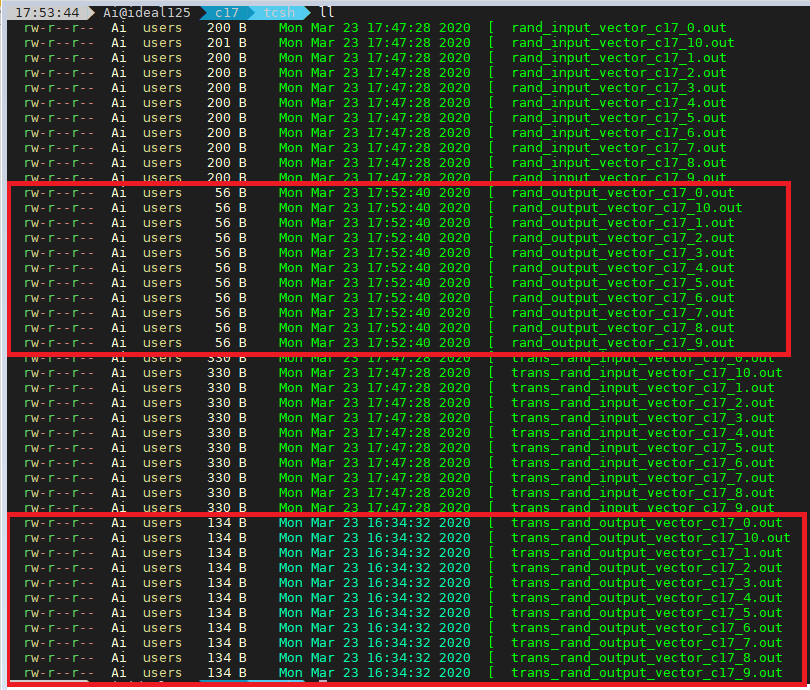 17:53:44 Ai@ideal125 c17 tcsh ll
rw-r--r-- Ai users 200 B Mon Mar 23 17:47:28 2020 [ rand_input_vector_c17_0.out
rw-r--r-- Ai users 201 B Mon Mar 23 17:47:28 2020 [ rand_input_vector_c17_10.out
rw-r--r-- Ai users 200 B Mon Mar 23 17:47:28 2020 [ rand_input_vector_c17_1.out
rw-r--r-- Ai users 200 B Mon Mar 23 17:47:28 2020 [ rand_input_vector_c17_2.out
rw-r--r-- Ai users 200 B Mon Mar 23 17:47:28 2020 [ rand_input_vector_c17_3.out
rw-r--r-- Ai users 200 B Mon Mar 23 17:47:28 2020 [ rand_input_vector_c17_4.out
rw-r--r-- Ai users 200 B Mon Mar 23 17:47:28 2020 [ rand_input_vector_c17_5.out
rw-r--r-- Ai users 200 B Mon Mar 23 17:47:28 2020 [ rand_input_vector_c17_6.out
rw-r--r-- Ai users 200 B Mon Mar 23 17:47:28 2020 [ rand_input_vector_c17_7.out
rw-r--r-- Ai users 200 B Mon Mar 23 17:47:28 2020 [ rand_input_vector_c17_8.out
rw-r--r-- Ai users 200 B Mon Mar 23 17:47:28 2020 [ rand_input_vector_c17_9.out
rw-r--r-- Ai users 56 B Mon Mar 23 17:52:40 2020 [ rand_output_vector_c17_0.out
rw-r--r-- Ai users 56 B Mon Mar 23 17:52:40 2020 [ rand_output_vector_c17_10.out
rw-r--r-- Ai users 56 B Mon Mar 23 17:52:40 2020 [ rand_output_vector_c17_1.out
rw-r--r-- Ai users 56 B Mon Mar 23 17:52:40 2020 [ rand_output_vector_c17_2.out
rw-r--r-- Ai users 56 B Mon Mar 23 17:52:40 2020 [ rand_output_vector_c17_3.out
rw-r--r-- Ai users 56 B Mon Mar 23 17:52:40 2020 [ rand_output_vector_c17_4.out
rw-r--r-- Ai users 56 B Mon Mar 23 17:52:40 2020 [ rand_output_vector_c17_5.out
rw-r--r-- Ai users 56 B Mon Mar 23 17:52:40 2020 [ rand_output_vector_c17_6.out
rw-r--r-- Ai users 56 B Mon Mar 23 17:52:40 2020 [ rand_output_vector_c17_7.out
rw-r--r-- Ai users 56 B Mon Mar 23 17:52:40 2020 [ rand_output_vector_c17_8.out
rw-r--r-- Ai users 56 B Mon Mar 23 17:52:40 2020 [ rand_output_vector_c17_9.out
rw-r--r-- Ai users 330 B Mon Mar 23 17:47:28 2020 [ trans_rand_input_vector_c17_0.out
rw-r--r-- Ai users 330 B Mon Mar 23 17:47:28 2020 [ trans_rand_input_vector_c17_10.out
rw-r--r-- Ai users 330 B Mon Mar 23 17:47:28 2020 [ trans_rand_input_vector_c17_1.out
rw-r--r-- Ai users 330 B Mon Mar 23 17:47:28 2020 [ trans_rand_input_vector_c17_2.out
rw-r--r-- Ai users 330 B Mon Mar 23 17:47:28 2020 [ trans_rand_input_vector_c17_3.out
rw-r--r-- Ai users 330 B Mon Mar 23 17:47:28 2020 [ trans_rand_input_vector_c17_4.out
rw-r--r-- Ai users 330 B Mon Mar 23 17:47:28 2020 [ trans_rand_input_vector_c17_5.out
rw-r--r-- Ai users 330 B Mon Mar 23 17:47:28 2020 [ trans_rand_input_vector_c17_6.out
rw-r--r-- Ai users 330 B Mon Mar 23 17:47:28 2020 [ trans_rand_input_vector_c17_7.out
rw-r--r-- Ai users 330 B Mon Mar 23 17:47:28 2020 [ trans_rand_input_vector_c17_8.out
rw-r--r-- Ai users 330 B Mon Mar 23 17:47:28 2020 [ trans_rand_input_vector_c17_9.out
rw-r--r-- Ai users 134 B Mon Mar 23 16:34:32 2020 [ trans_rand_output_vector_c17_0.out
rw-r--r-- Ai users 134 B Mon Mar 23 16:34:32 2020 [ trans_rand_output_vector_c17_10.out
rw-r--r-- Ai users 134 B Mon Mar 23 16:34:32 2020 [ trans_rand_output_vector_c17_1.out
rw-r--r-- Ai users 134 B Mon Mar 23 16:34:32 2020 [ trans_rand_output_vector_c17_2.out
rw-r--r-- Ai users 134 B Mon Mar 23 16:34:32 2020 [ trans_rand_output_vector_c17_3.out
rw-r--r-- Ai users 134 B Mon Mar 23 16:34:32 2020 [ trans_rand_output_vector_c17_4.out
rw-r--r-- Ai users 134 B Mon Mar 23 16:34:32 2020 [ trans_rand_output_vector_c17_5.out
rw-r--r-- Ai users 134 B Mon Mar 23 16:34:32 2020 [ trans_rand_output_vector_c17_6.out
rw-r--r-- Ai users 134 B Mon Mar 23 16:34:32 2020 [ trans_rand_output_vector_c17_7.out
rw-r--r-- Ai users 134 B Mon Mar 23 16:34:32 2020 [ trans_rand_output_vector_c17_8.out
rw-r--r-- Ai users 134 B Mon Mar 23 16:34:32 2020 [ trans_rand_output_vector_c17_9.out